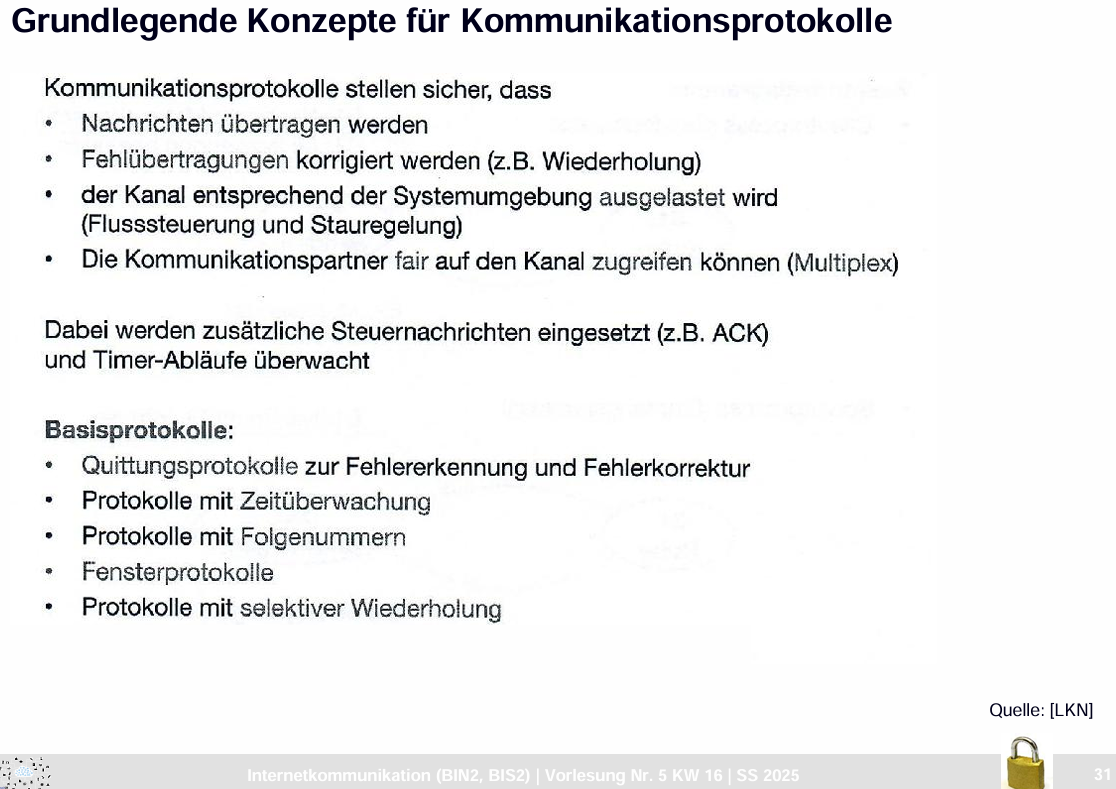 Grundlegende Konzepte für Kommunikationsprotokolle
Kommunikationsprotokolle stellen sicher, dass
• Nachrichten übertragen werden
• Fehlübertragungen korrigiert werden (z.B. Wiederholung)
• der Kanal entsprechend der Systemumgebung ausgelastet wird
(Flusssteuerung und Stauregelung)
• Die Kommunikationspartner fair auf den Kanal zugreifen können (Multiplex)
Dabei werden zusätzliche Steuernachrichten eingesetzt (z.B. ACK)
und Timer-Abläufe überwacht
Basisprotokolle:
• Quittungsprotokolle zur Fehlererkennung und Fehlerkorrektur
• Protokolle mit Zeitüberwachung
• Protokolle mit Folgenummern
• Fensterprotokolle
• Protokolle mit selektiver Wiederholung
Quelle: [LKN]
Internetkommunikation (BIN2, BIS2) | Vorlesung Nr. 5 KW 16 | SS 2025
31